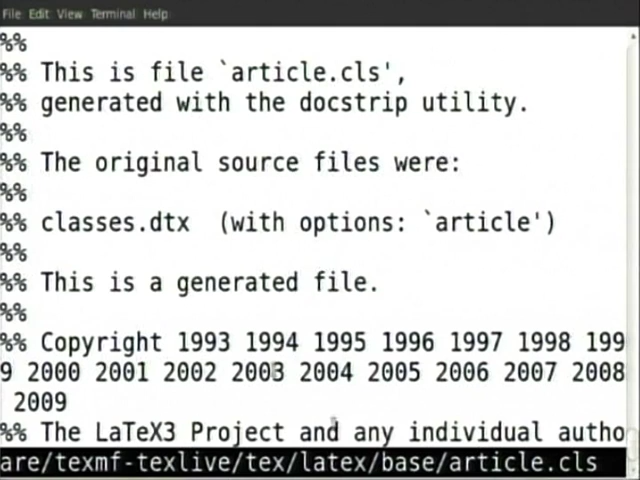 File Edit View Terminal Help
%%
%% This is file `article.cls',
%% generated with the docstrip utility.
%%
%% The original source files were:
%%
%% classes.dtx  (with options: `article')
%%
%% This is a generated file.
%%
%% Copyright 1993 1994 1995 1996 1997 1998 199
9 2000 2001 2002 2003 2004 2005 2006 2007 2008
 2009
%% The LaTeX3 Project and any individual autho
are/texmf-texlive/tex/latex/base/article.cls